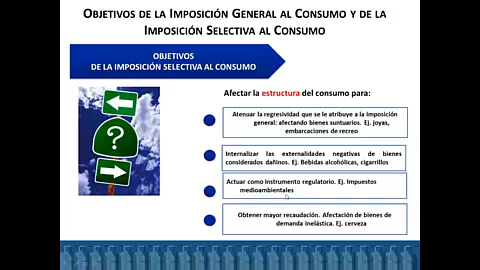 OBJETIVOS DE LA IMPOSICIÓN GENERAL AL CONSUMO Y DE LA
IMPOSICIÓN SELECTIVA AL CONSUMO
OBJETIVOS
DE LA IMPOSICIÓN SELECTIVA AL CONSUMO
Afectar la estructura del consumo para:
Atenuar la regresividad que se le atribuye a la imposición
general: afectando bienes suntuarios. Ej. joyas,
embarcaciones de recreo
Internalizar las externalidades negativas de bienes
considerados dañinos. Ej. Bebidas alcohólicas, cigarrillos
Actuar como instrumento regulatorio. Ej. Impuestos
medioambientales
Obtener mayor recaudación. Afectación de bienes de
demanda inelástica. Ej. cerveza
?